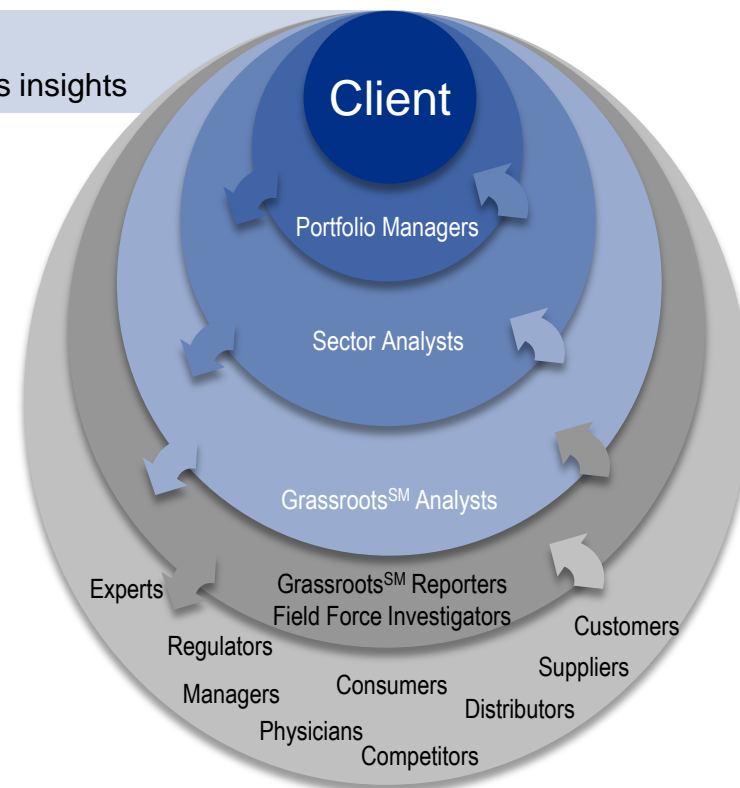 s insights
Client
Portfolio Managers
Sector Analysts
Grassroots℠ Analysts
Grassroots℠ Reporters
Field Force Investigators
Experts
Customers
Regulators
Suppliers
Managers
Consumers
Distributors
Physicians
Competitors